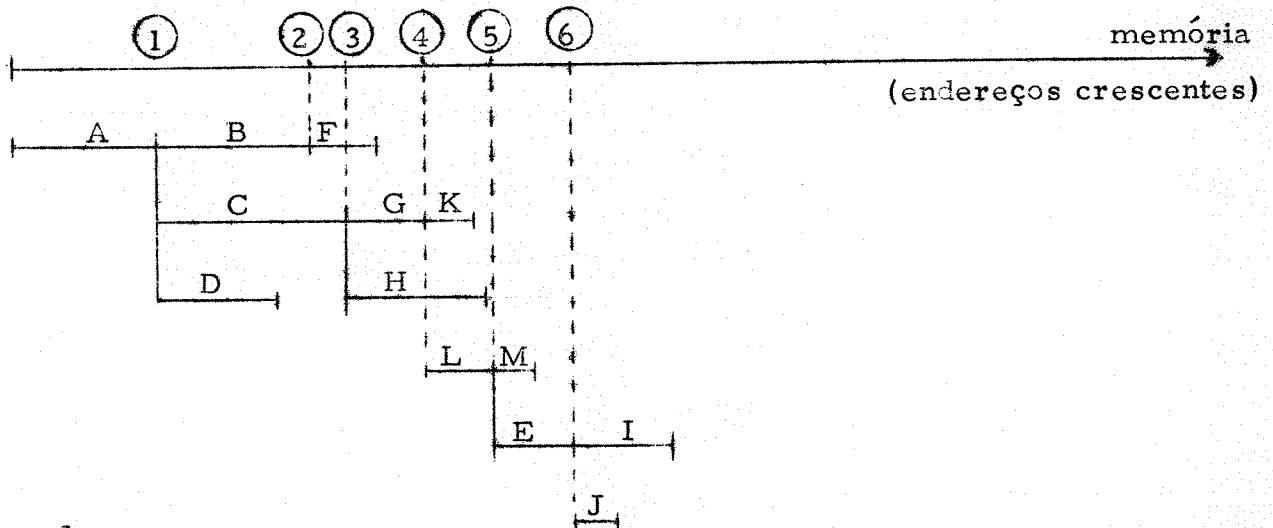 1 2 3 4 5 6
memória
(endereços crescentes)
A B F
C G K
D H
L M
E I
J